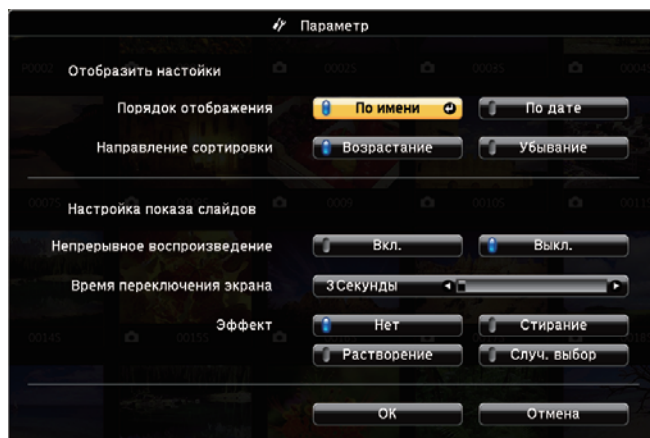 Параметр
Отобразить настойки
Порядок отображения По имени По дате
Направление сортировки Возрастание Убывание
Настройка показа слайдов
Непрерывное воспроизведение Вкл. Выкл.
Время переключения экрана 3Секунды
Эффект Нет Стирание
Растворение Случ. выбор
OK Отмена